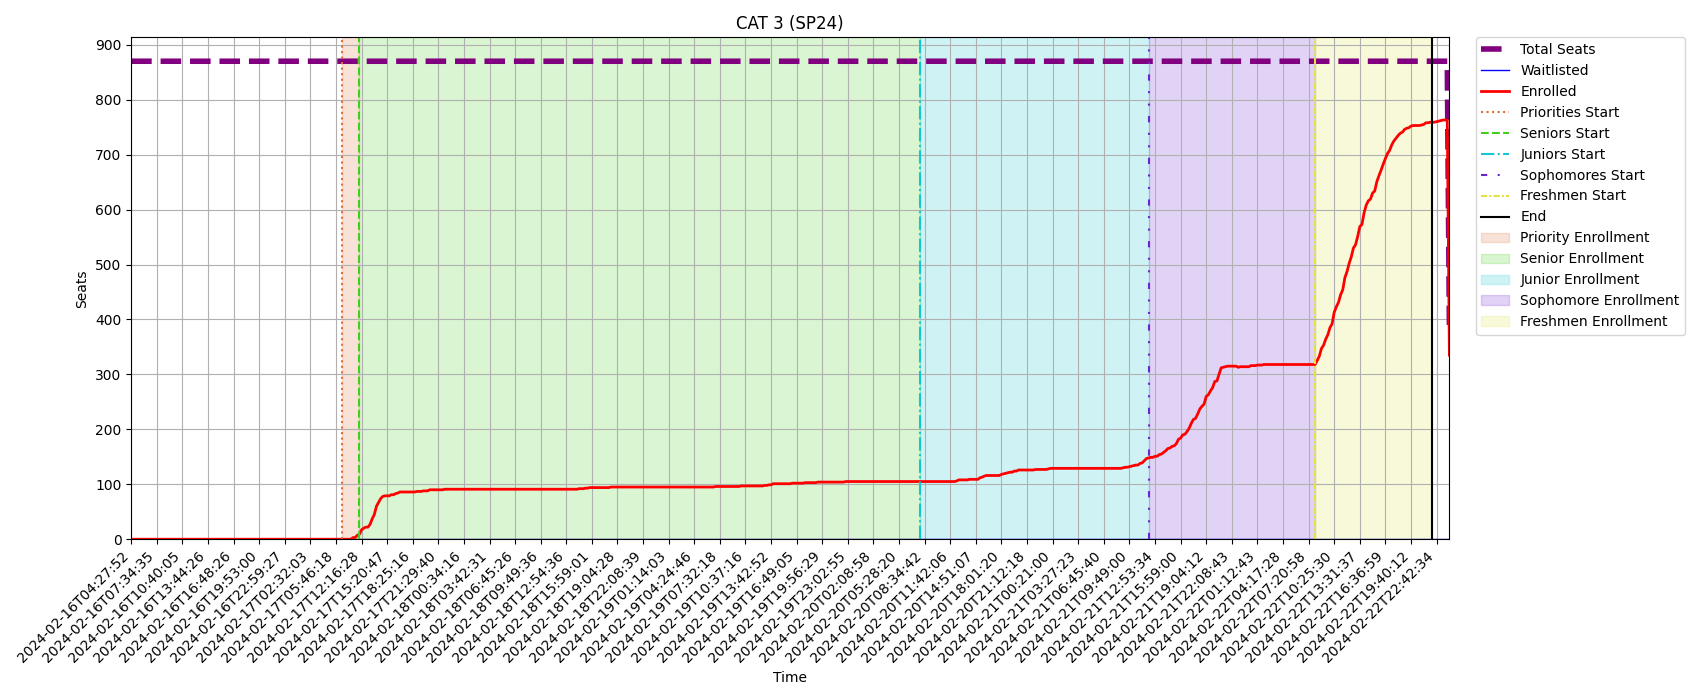 CAT 3 (SP24)
900
800
700
600
500
400
300
200
100
0
Seats
2024-02-16T04:27:52
2024-02-16T07:34:35
2024-02-16T10:40:05
2024-02-16T13:44:26
2024-02-16T16:48:26
2024-02-16T19:53:00
2024-02-16T22:59:27
2024-02-17T02:32:03
2024-02-17T05:46:18
2024-02-17T12:16:28
2024-02-17T15:20:47
2024-02-17T18:25:16
2024-02-17T21:29:40
2024-02-18T00:34:16
2024-02-18T03:42:31
2024-02-18T06:45:26
2024-02-18T09:49:36
2024-02-18T12:54:36
2024-02-18T15:59:01
2024-02-18T19:04:28
2024-02-18T22:08:39
2024-02-19T01:14:03
2024-02-19T04:24:46
2024-02-19T07:32:18
2024-02-19T10:37:16
2024-02-19T13:42:52
2024-02-19T16:49:05
2024-02-19T19:56:29
2024-02-19T23:02:55
2024-02-20T02:08:58
2024-02-20T05:28:20
2024-02-20T08:34:42
2024-02-20T11:42:06
2024-02-20T14:51:07
2024-02-20T18:01:20
2024-02-20T21:12:18
2024-02-21T00:21:00
2024-02-21T03:27:23
2024-02-21T06:45:40
2024-02-21T09:49:00
2024-02-21T12:53:34
2024-02-21T15:59:00
2024-02-21T19:04:12
2024-02-21T22:08:43
2024-02-22T01:12:43
2024-02-22T04:17:28
2024-02-22T07:20:58
2024-02-22T10:25:30
2024-02-22T13:31:37
2024-02-22T16:36:59
2024-02-22T19:40:12
2024-02-22T22:42:34
Time
Total Seats
Waitlisted
Enrolled
Priorities Start
Seniors Start
Juniors Start
Sophomores Start
Freshmen Start
End
Priority Enrollment
Senior Enrollment
Junior Enrollment
Sophomore Enrollment
Freshmen Enrollment